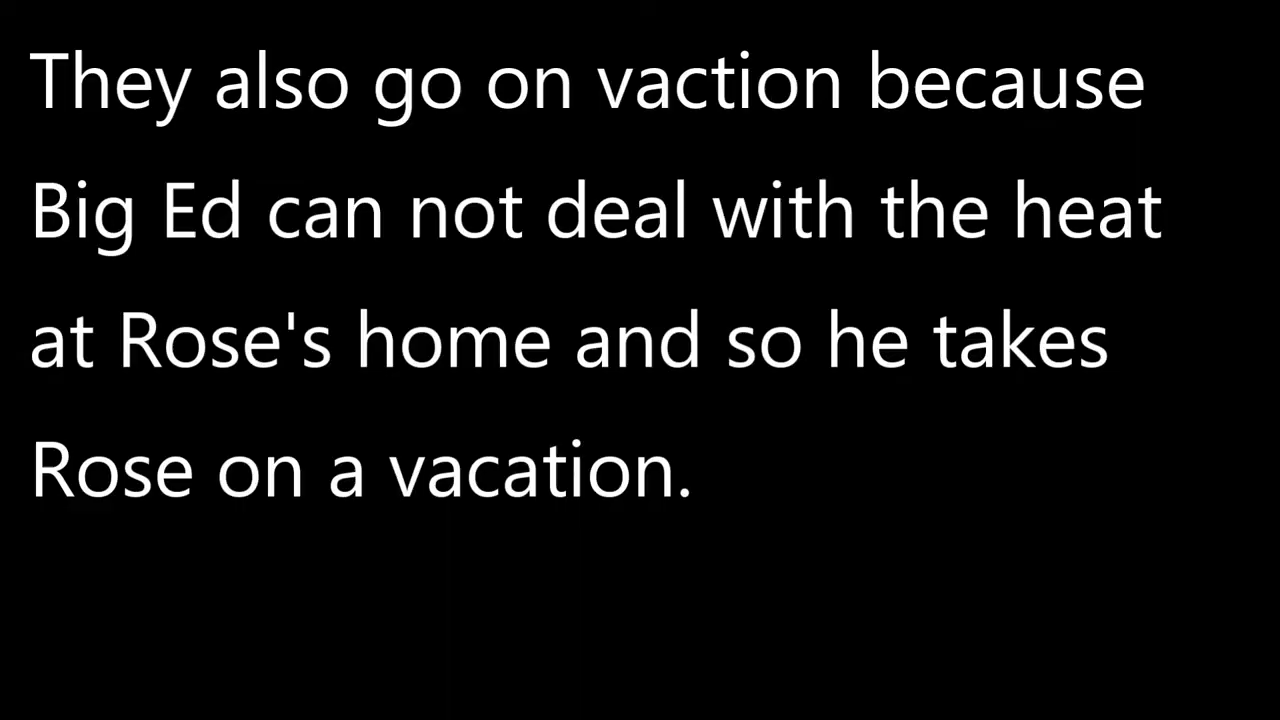 They also go on vaction because
Big Ed can not deal with the heat
at Rose's home and so he takes
Rose on a vacation.